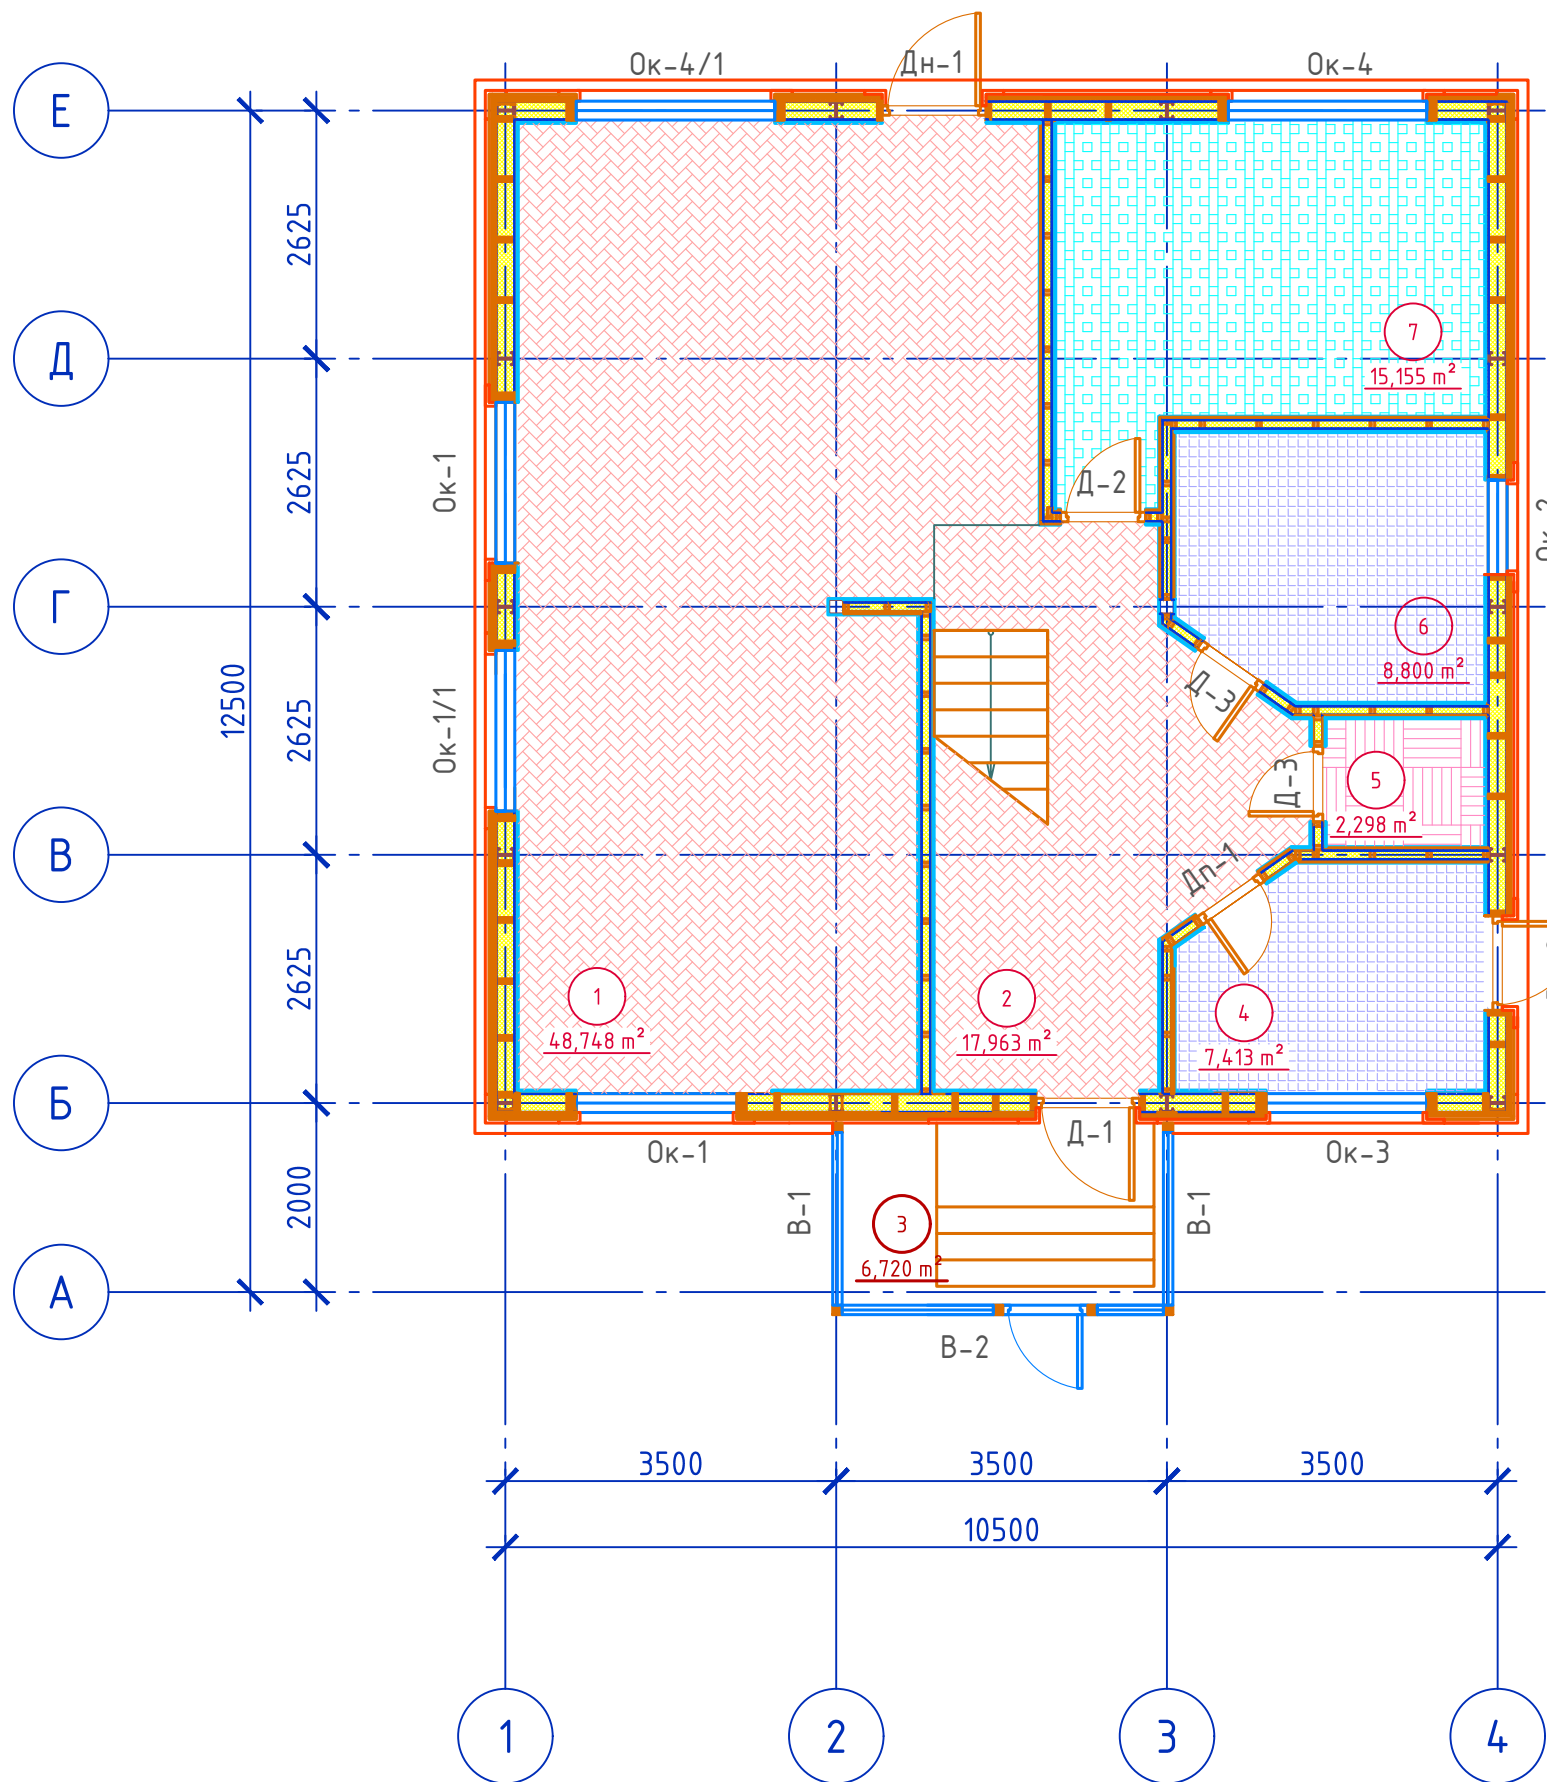 Ок-4/1
Дн-1
Ок-4
Е
2625
7
15,155 m²
Д
Ок-1
2625
Д-2
Г
6
8,800 m²
12500
2625
Ок-1/1
Д-3
5
Д-3
2,298 m²
В
Дп-1
2625
1
48,748 m²
2
17,963 m²
4
7,413 m²
Б
Ок-1
Д-1
Ок-3
2000
В-1
3
6,720 m²
В-1
А
В-2
3500
3500
3500
10500
1
2
3
4